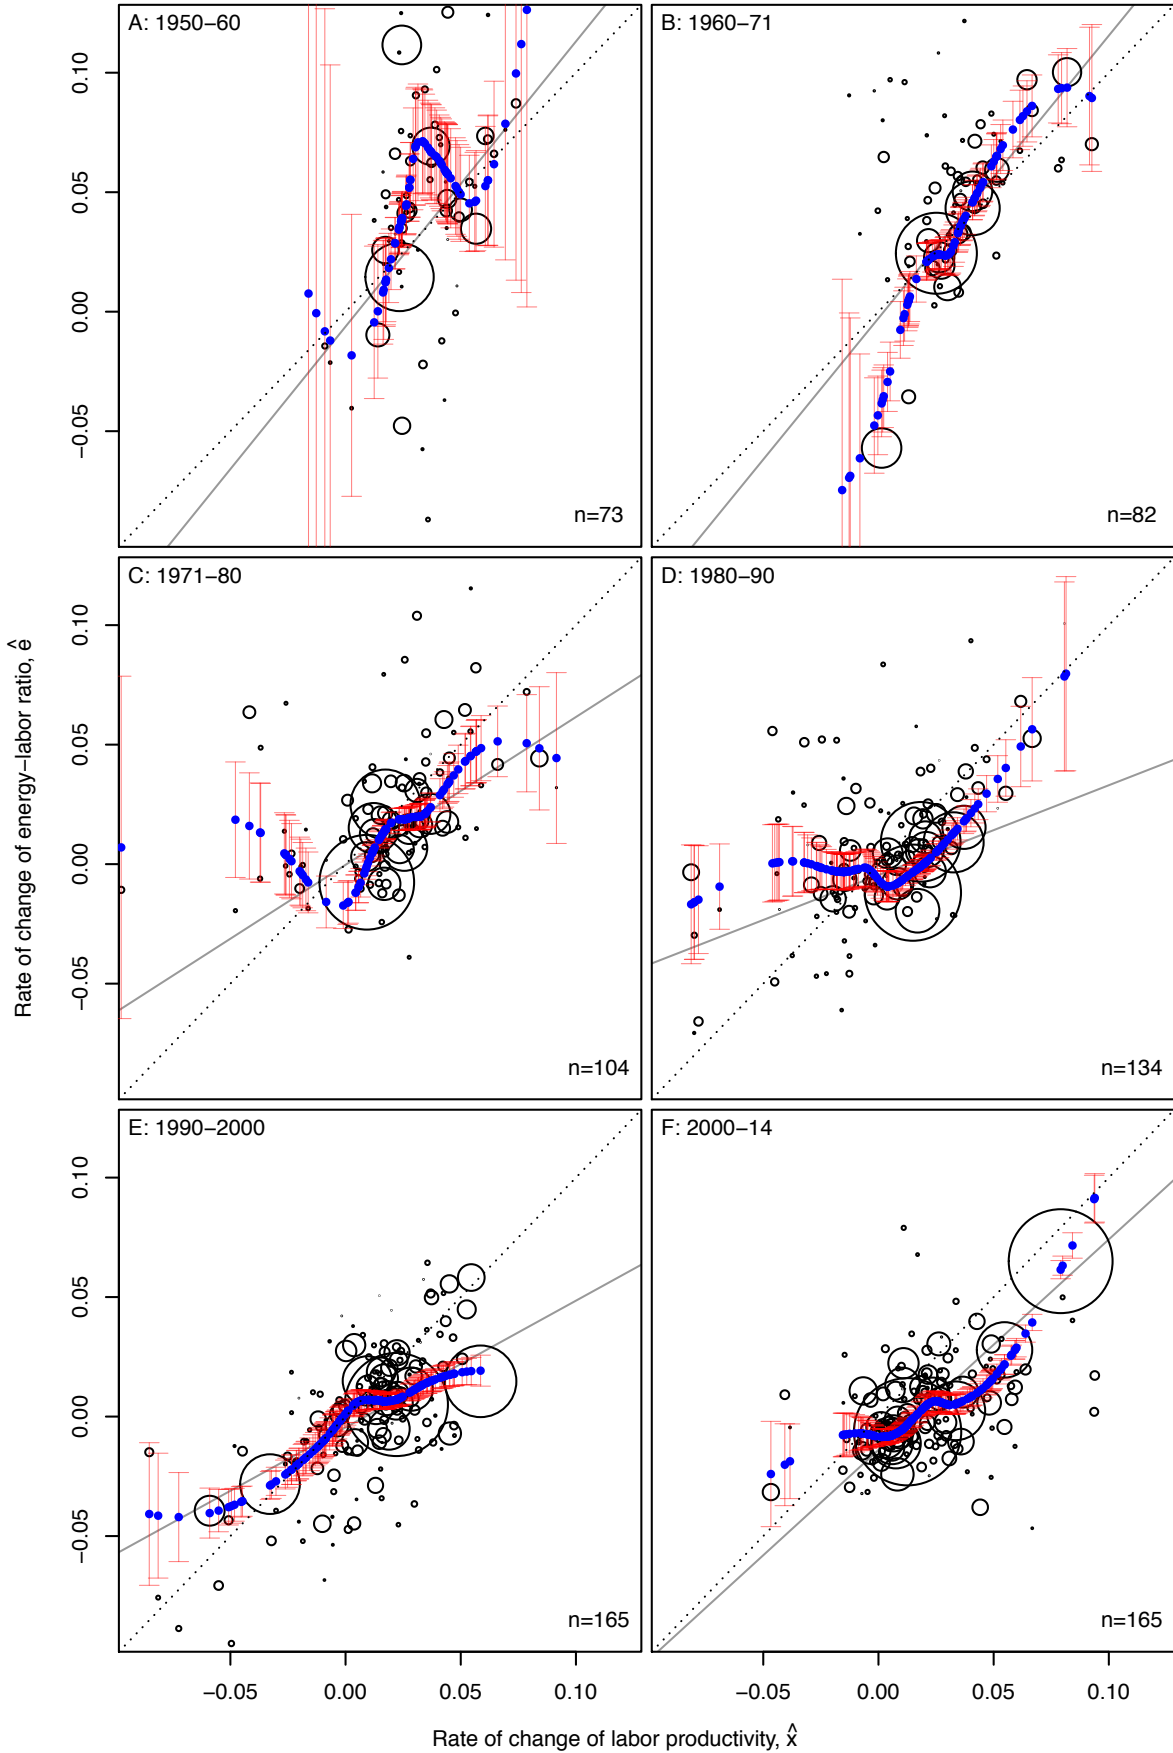 A: 1950−60
B: 1960−71
0.10
0.05
0.00
−0.05
n=73
n=82
C: 1971−80
D: 1980−90
0.10
0.05
0.00
−0.05
n=104
n=134
E: 1990−2000
F: 2000−14
0.10
0.05
0.00
−0.05
n=165
n=165
−0.05 0.00 0.05 0.10 −0.05 0.00 0.05 0.10
Rate of change of energy−labor ratio, ê
Rate of change of labor productivity, x̂